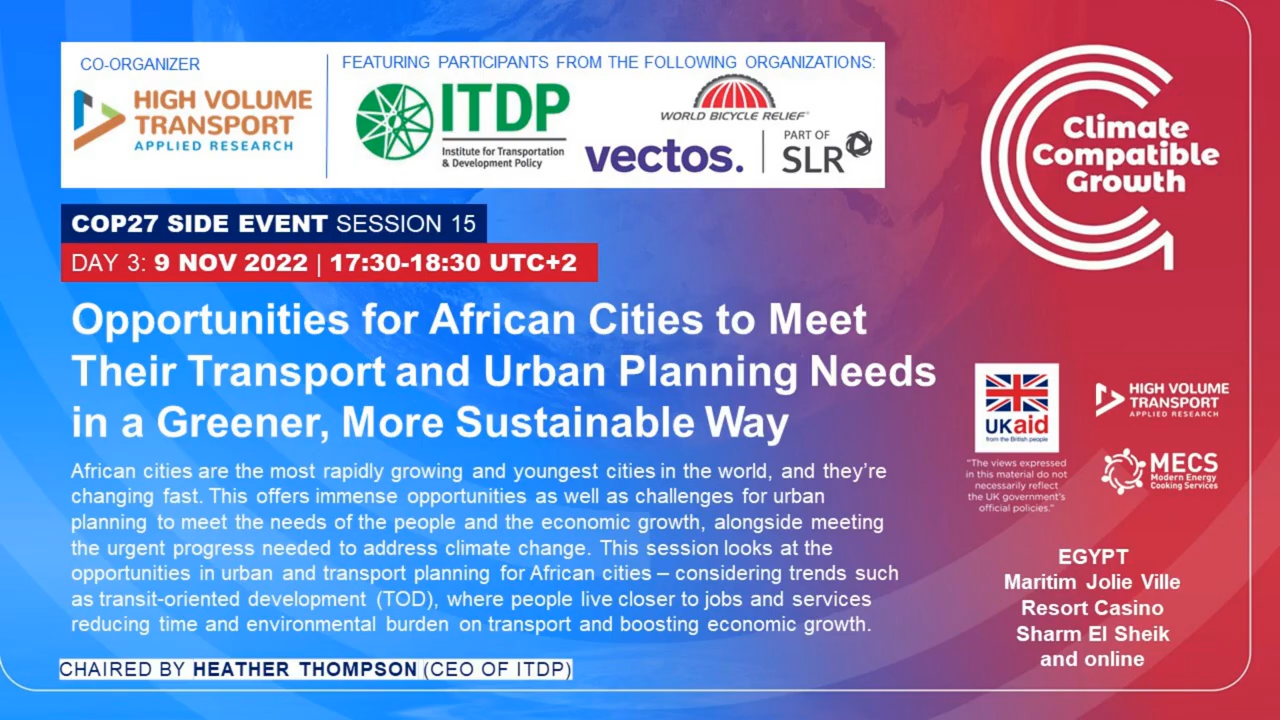 CO-ORGANIZER
HIGH VOLUME
TRANSPORT
APPLIED RESEARCH
FEATURING PARTICIPANTS FROM THE FOLLOWING ORGANIZATIONS:
ITDP
Institute for Transportation
& Development Policy
WORLD BICYCLE RELIEF
vectos.
PART OF
SLR
Climate
Compatible
Growth
COP27 SIDE EVENT SESSION 15
DAY 3: 9 NOV 2022 | 17:30-18:30 UTC+2
Opportunities for African Cities to Meet
Their Transport and Urban Planning Needs
in a Greener, More Sustainable Way
African cities are the most rapidly growing and youngest cities in the world, and they're
changing fast. This offers immense opportunities as well as challenges for urban
planning to meet the needs of the people and the economic growth, alongside meeting
the urgent progress needed to address climate change. This session looks at the
opportunities in urban and transport planning for African cities – considering trends such
as transit-oriented development (TOD), where people live closer to jobs and services
reducing time and environmental burden on transport and boosting economic growth.
CHAIRED BY HEATHER THOMPSON (CEO OF ITDP)
UKaid
from the British people
"The views expressed
in this material do not
necessarily reflect
the UK government's
official policies."
HIGH VOLUME
TRANSPORT
APPLIED RESEARCH
MECS
Modern Energy
Cooking Services
EGYPT
Maritim Jolie Ville
Resort Casino
Sharm El Sheik
and online